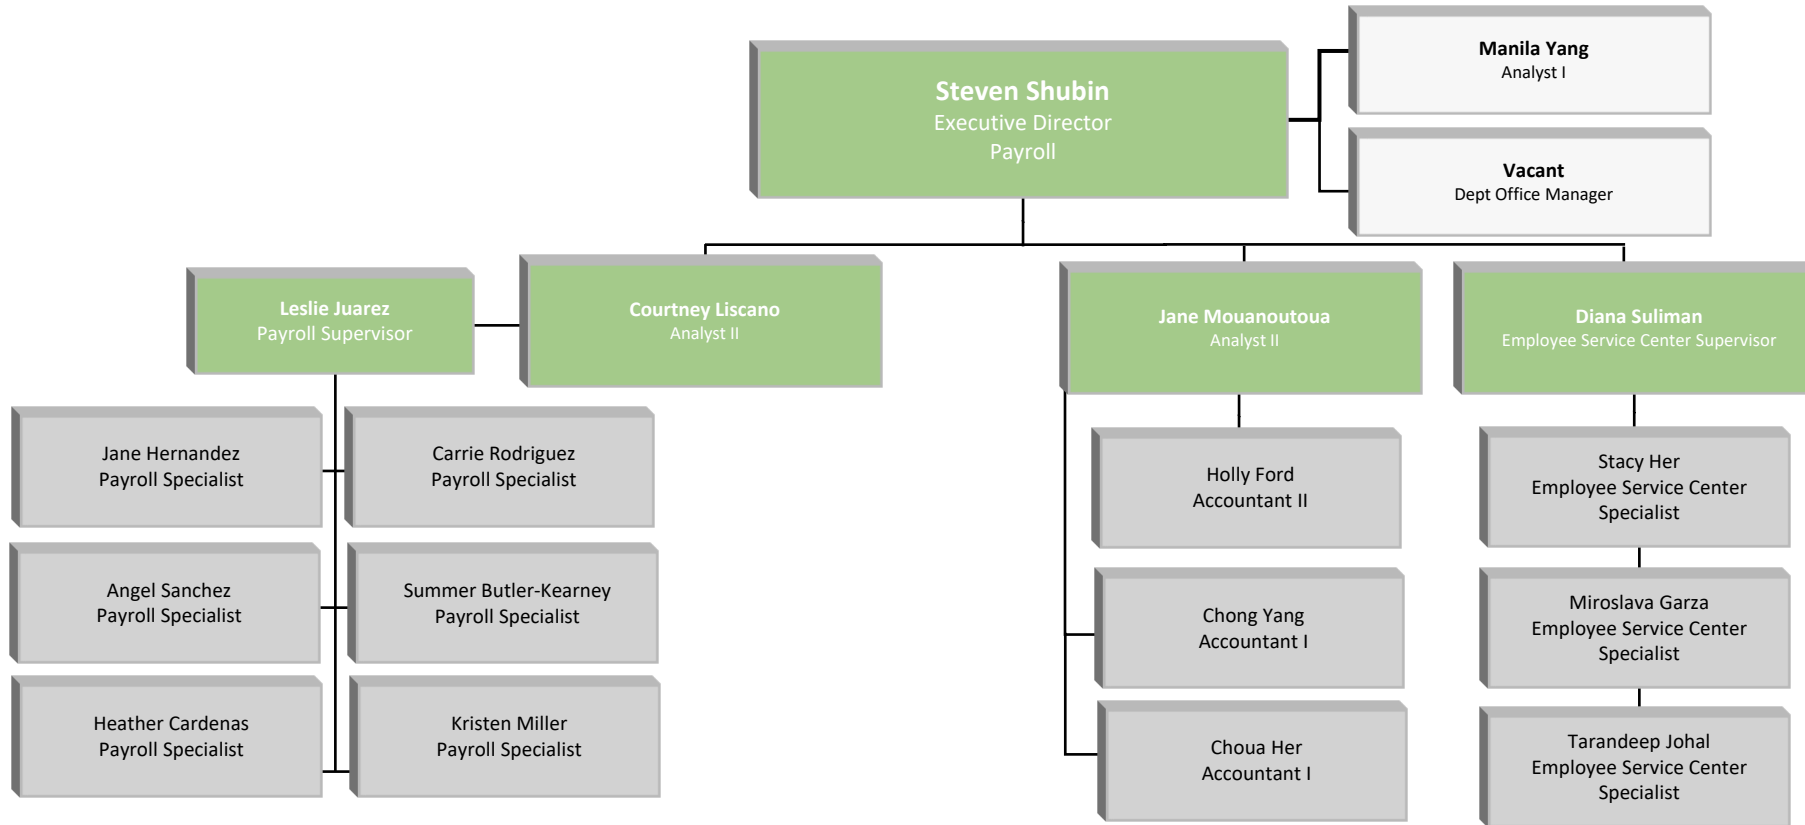 Steven Shubin
Executive Director
Payroll
Manila Yang
Analyst I
Vacant
Dept Office Manager
Leslie Juarez
Payroll Supervisor
Courtney Liscano
Analyst II
Jane Mouanoutoua
Analyst II
Diana Suliman
Employee Service Center Supervisor
Jane Hernandez
Payroll Specialist
Carrie Rodriguez
Payroll Specialist
Angel Sanchez
Payroll Specialist
Summer Butler-Kearney
Payroll Specialist
Heather Cardenas
Payroll Specialist
Kristen Miller
Payroll Specialist
Holly Ford
Accountant II
Chong Yang
Accountant I
Choua Her
Accountant I
Stacy Her
Employee Service Center
Specialist
Miroslava Garza
Employee Service Center
Specialist
Tarandeep Johal
Employee Service Center
Specialist